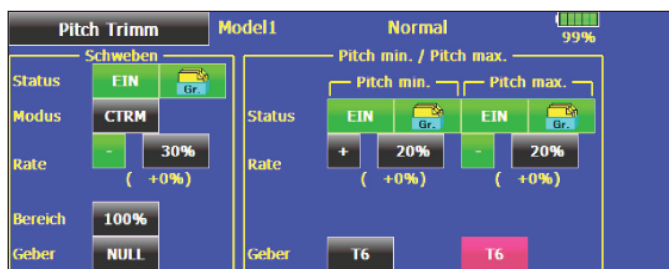 Pitch Trimm Model1 Normal 99%
Schweben Pitch min. / Pitch max.
Pitch min. Pitch max.
Status EIN Gr.
Modus CTRM Status EIN Gr. EIN Gr.
Rate - 30% Rate + 20% - 20%
( +0%) ( +0%) ( +0%)
Bereich 100%
Geber NULL Geber T6 T6